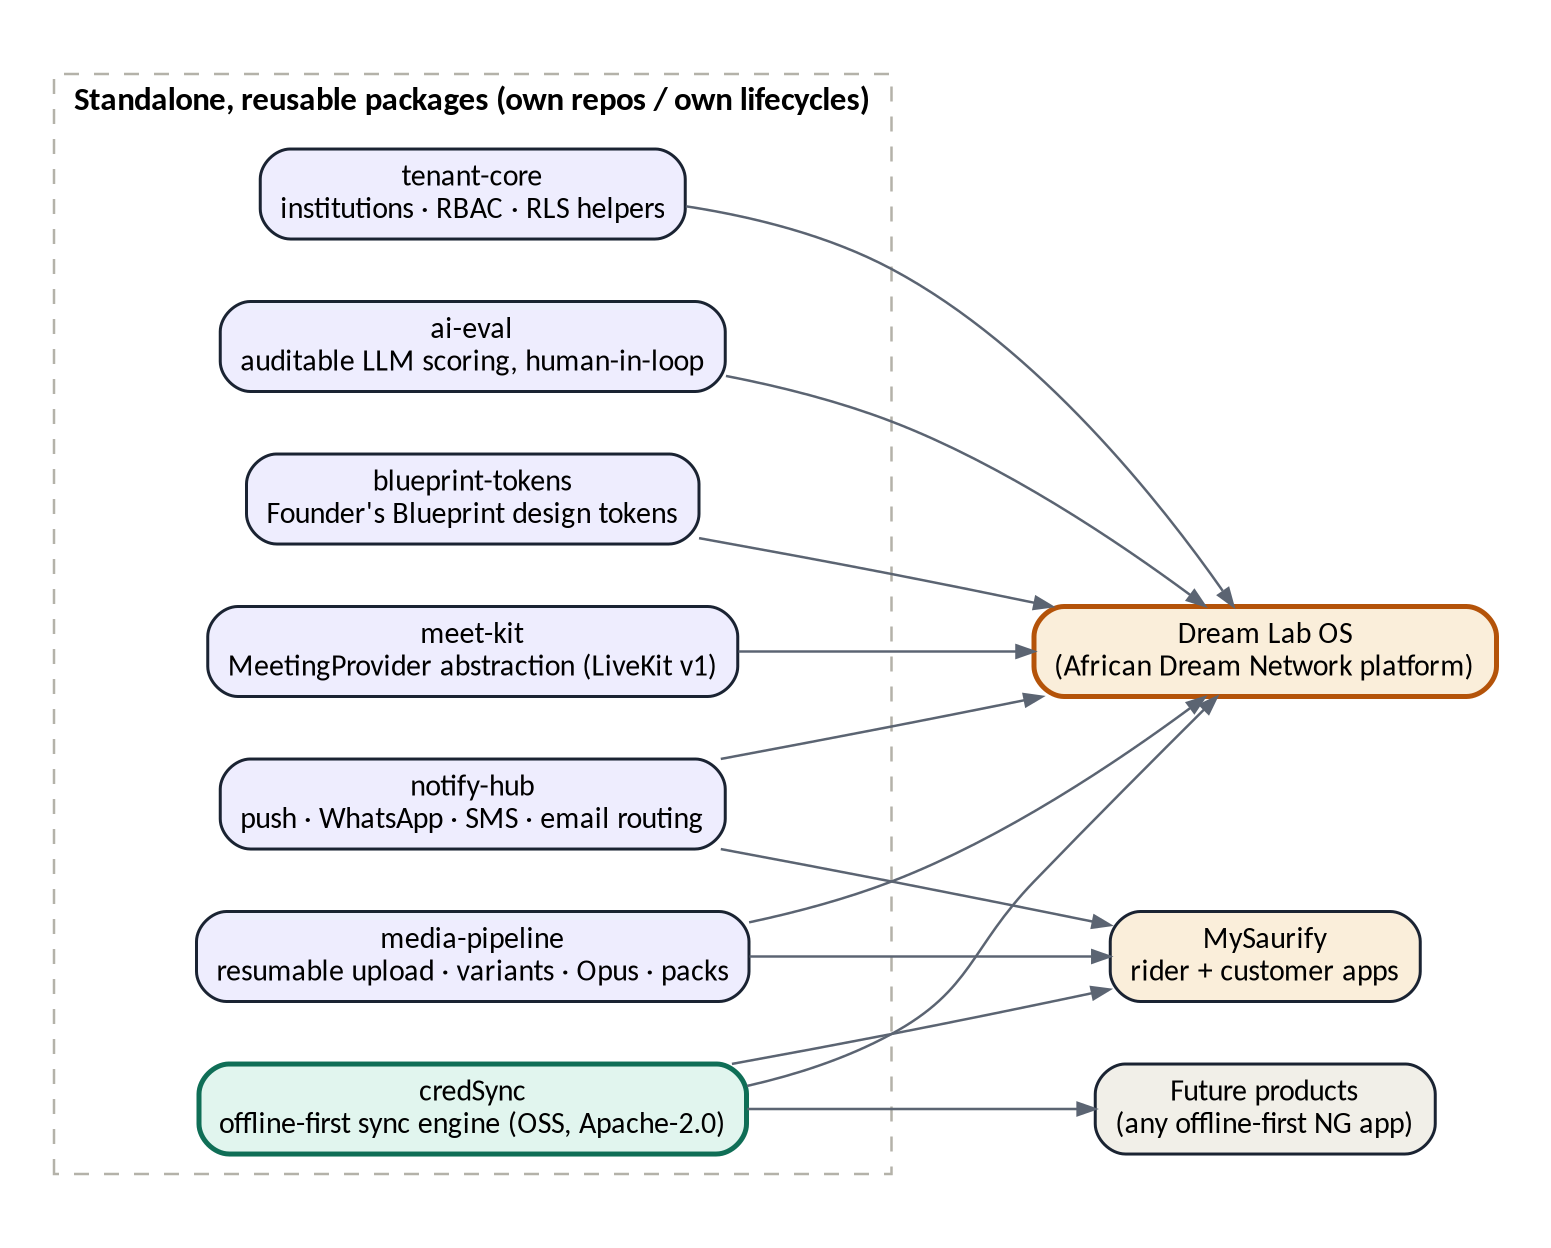 Standalone, reusable packages (own repos / own lifecycles)
tenant-core
institutions · RBAC · RLS helpers
ai-eval
auditable LLM scoring, human-in-loop
blueprint-tokens
Founder's Blueprint design tokens
meet-kit
MeetingProvider abstraction (LiveKit v1)
notify-hub
push · WhatsApp · SMS · email routing
media-pipeline
resumable upload · variants · Opus · packs
credSync
offline-first sync engine (OSS, Apache-2.0)
Dream Lab OS
(African Dream Network platform)
MySaurify
rider + customer apps
Future products
(any offline-first NG app)